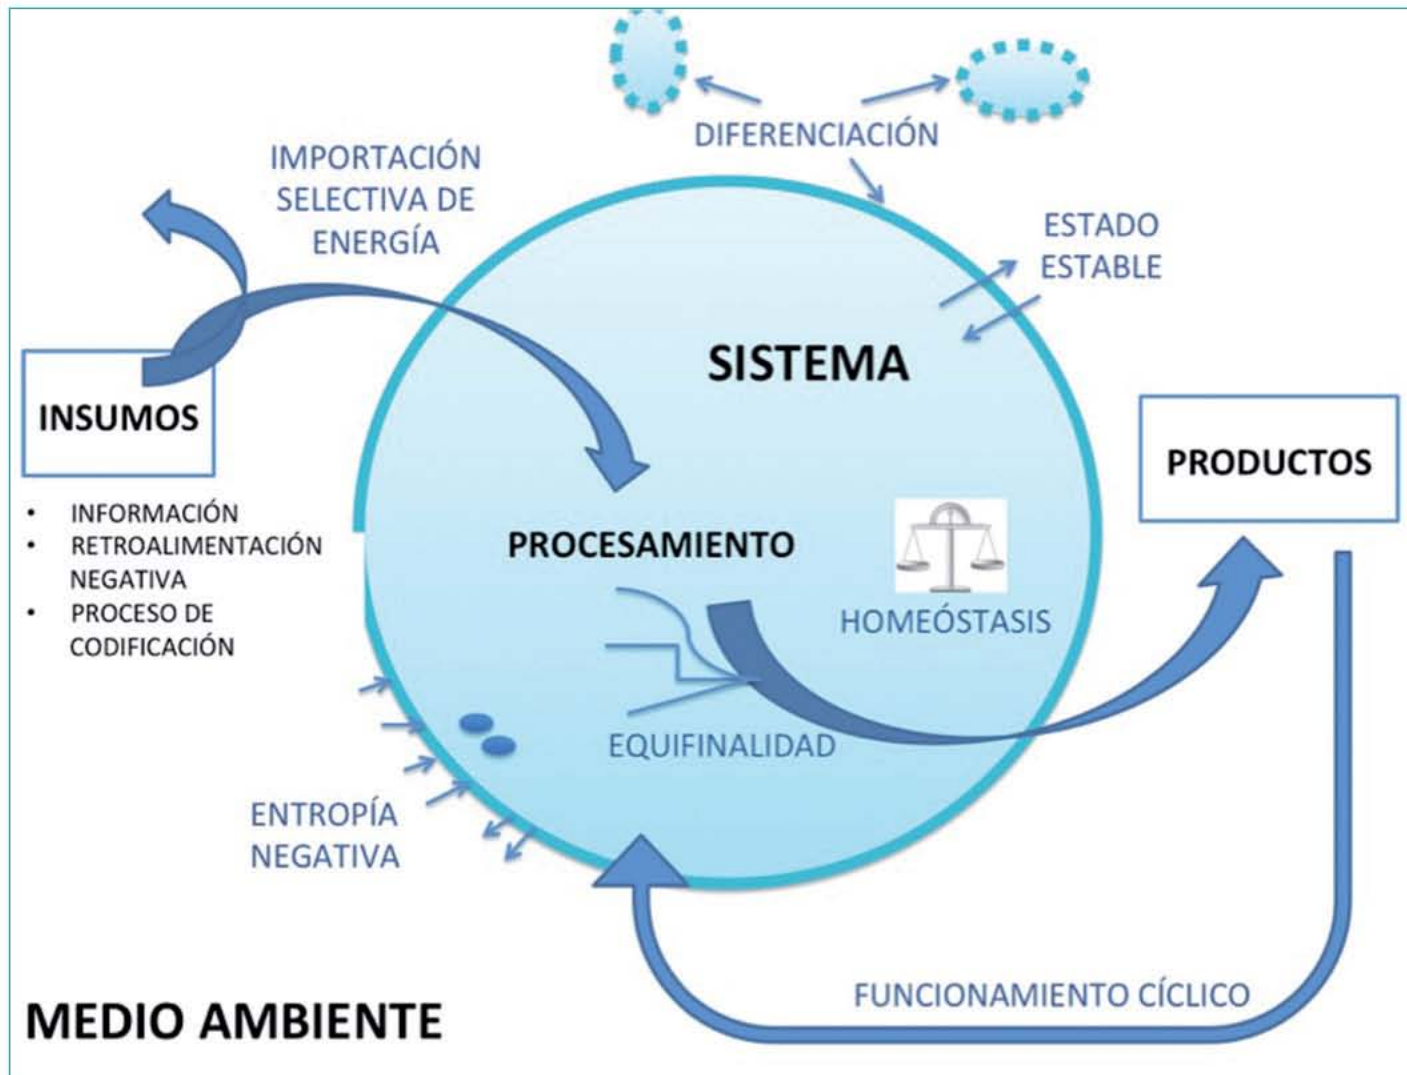 DIFERENCIACIÓN
IMPORTACIÓN
SELECTIVA DE
ENERGÍA
ESTADO
ESTABLE
SISTEMA
INSUMOS
• INFORMACIÓN
• RETROALIMENTACIÓN
NEGATIVA
• PROCESO DE
CODIFICACIÓN
PRODUCTOS
PROCESAMIENTO
HOMEÓSTASIS
EQUIFINALIDAD
ENTROPÍA
NEGATIVA
FUNCIONAMIENTO CÍCLICO
MEDIO AMBIENTE